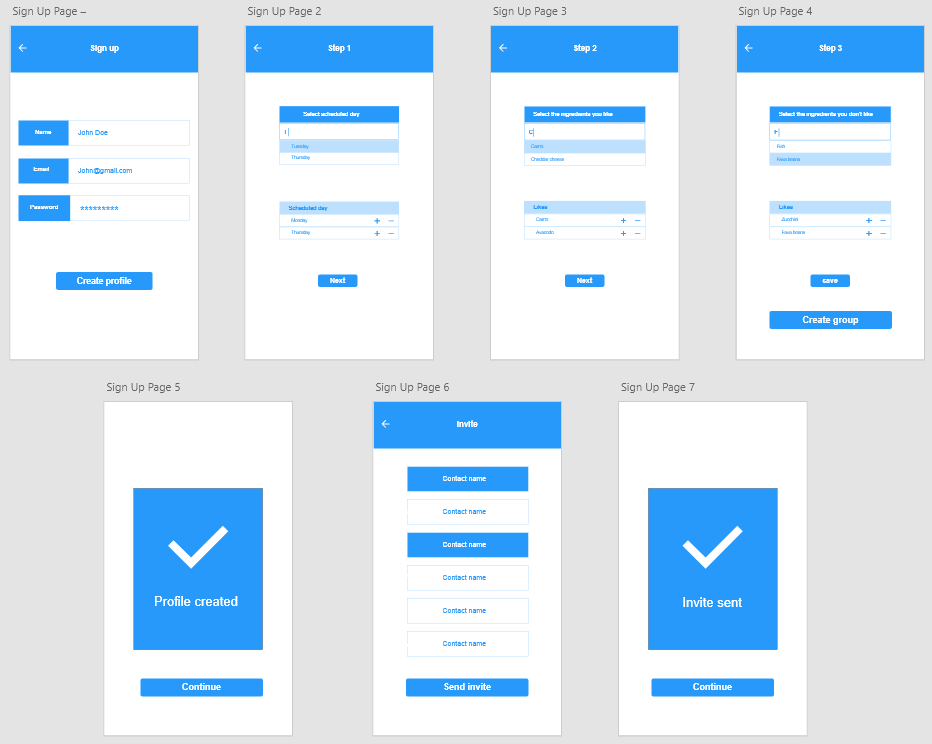 Sign Up Page –
Sign Up Page 2
Sign Up Page 3
Sign Up Page 4
Sign up
Name
John Doe
Email
John@gmail.com
Password
*********
Create profile
Step 1
Select scheduled day
Tuesday
Thursday
Scheduled day
Monday
+ –
Thursday
+ –
Next
Step 2
Select the ingredients you like
C
Carrot
Cheddar cheese
Likes
Carrot
+ –
Avocado
+ –
Next
Step 3
Select the ingredients you don't like
F
Fish
Fava beans
Likes
Zucchini
+ –
Fava beans
+ –
save
Create group
Sign Up Page 5
Sign Up Page 6
Sign Up Page 7
Profile created
Continue
Invite
Contact name
Contact name
Contact name
Contact name
Contact name
Contact name
Send invite
Invite sent
Continue